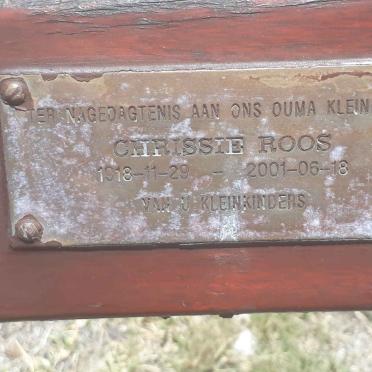 TER NAGEDAGTENIS AAN ONS OUMA KLEIN
CHRISSIE ROOS
1918-11-29 - 2001-06-18
VAN U KLEINKINDERS